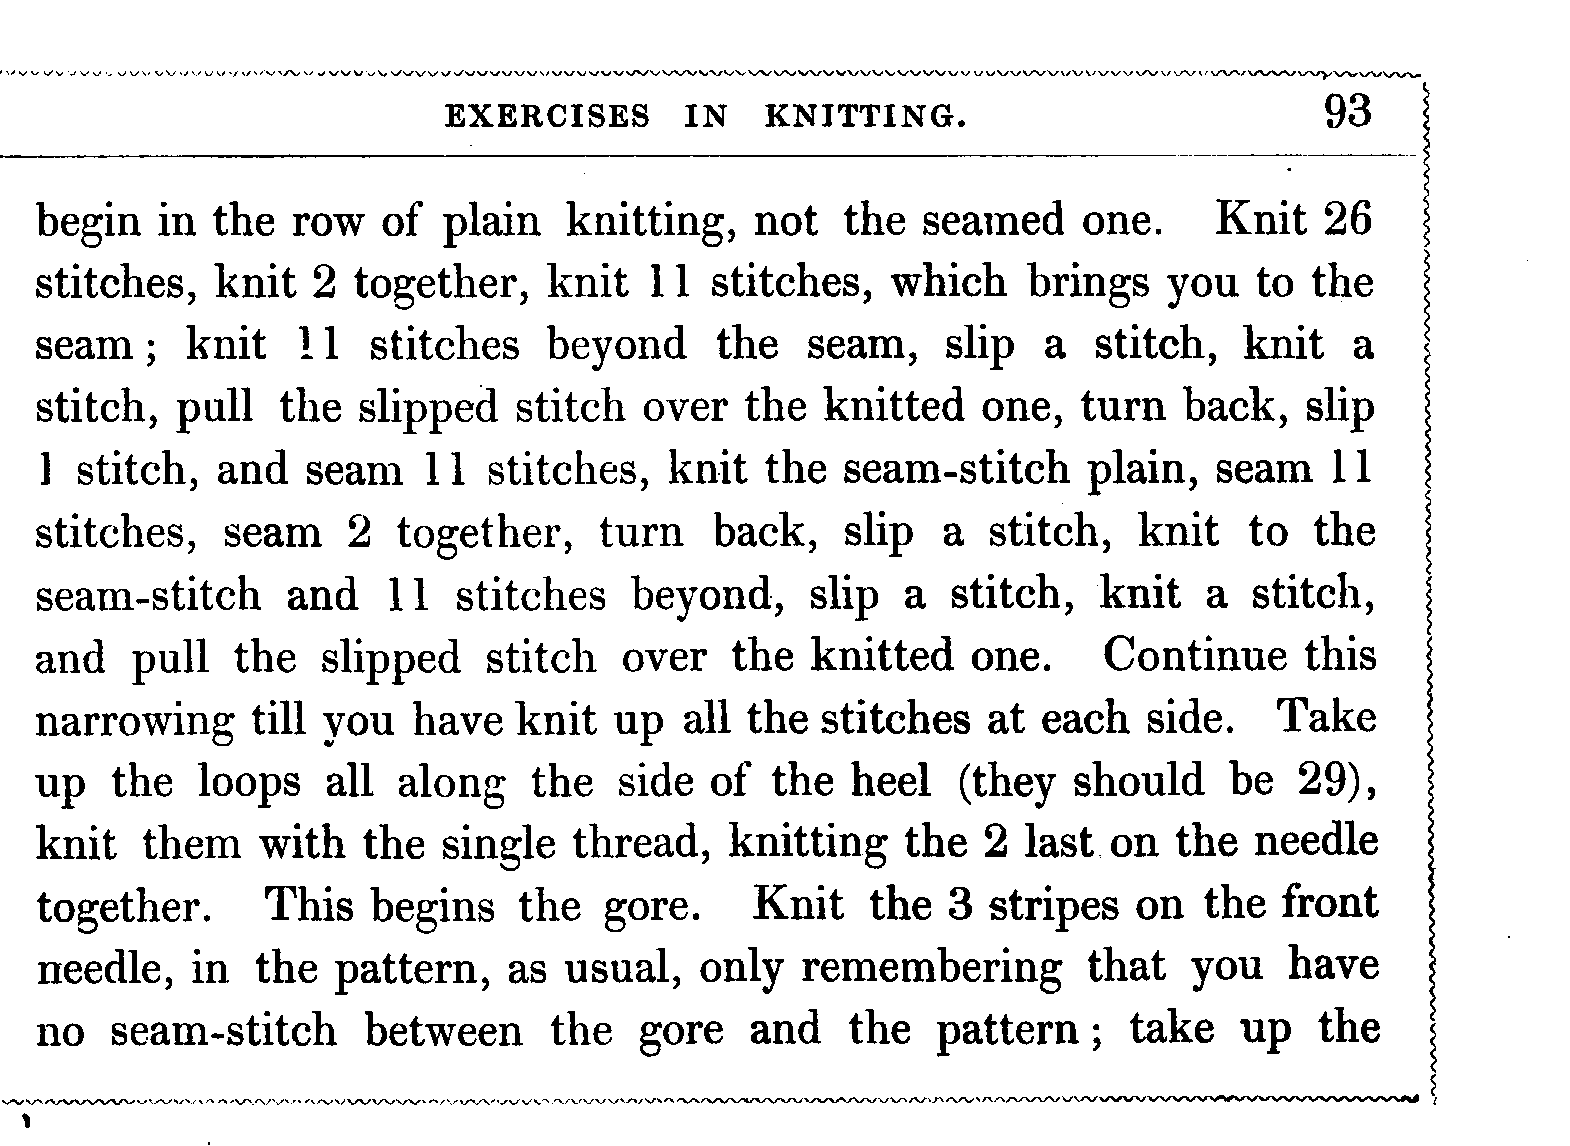 EXERCISES IN KNITTING. 93
begin in the row of plain knitting, not the seamed one. Knit 26
stitches, knit 2 together, knit 11 stitches, which brings you to the
seam; knit 11 stitches beyond the seam, slip a stitch, knit a
stitch, pull the slipped stitch over the knitted one, turn back, slip
1 stitch, and seam 11 stitches, knit the seam-stitch plain, seam 11
stitches, seam 2 together, turn back, slip a stitch, knit to the
seam-stitch and 11 stitches beyond, slip a stitch, knit a stitch,
and pull the slipped stitch over the knitted one. Continue this
narrowing till you have knit up all the stitches at each side. Take
up the loops all along the side of the heel (they should be 29),
knit them with the single thread, knitting the 2 last on the needle
together. This begins the gore. Knit the 3 stripes on the front
needle, in the pattern, as usual, only remembering that you have
no seam-stitch between the gore and the pattern; take up the